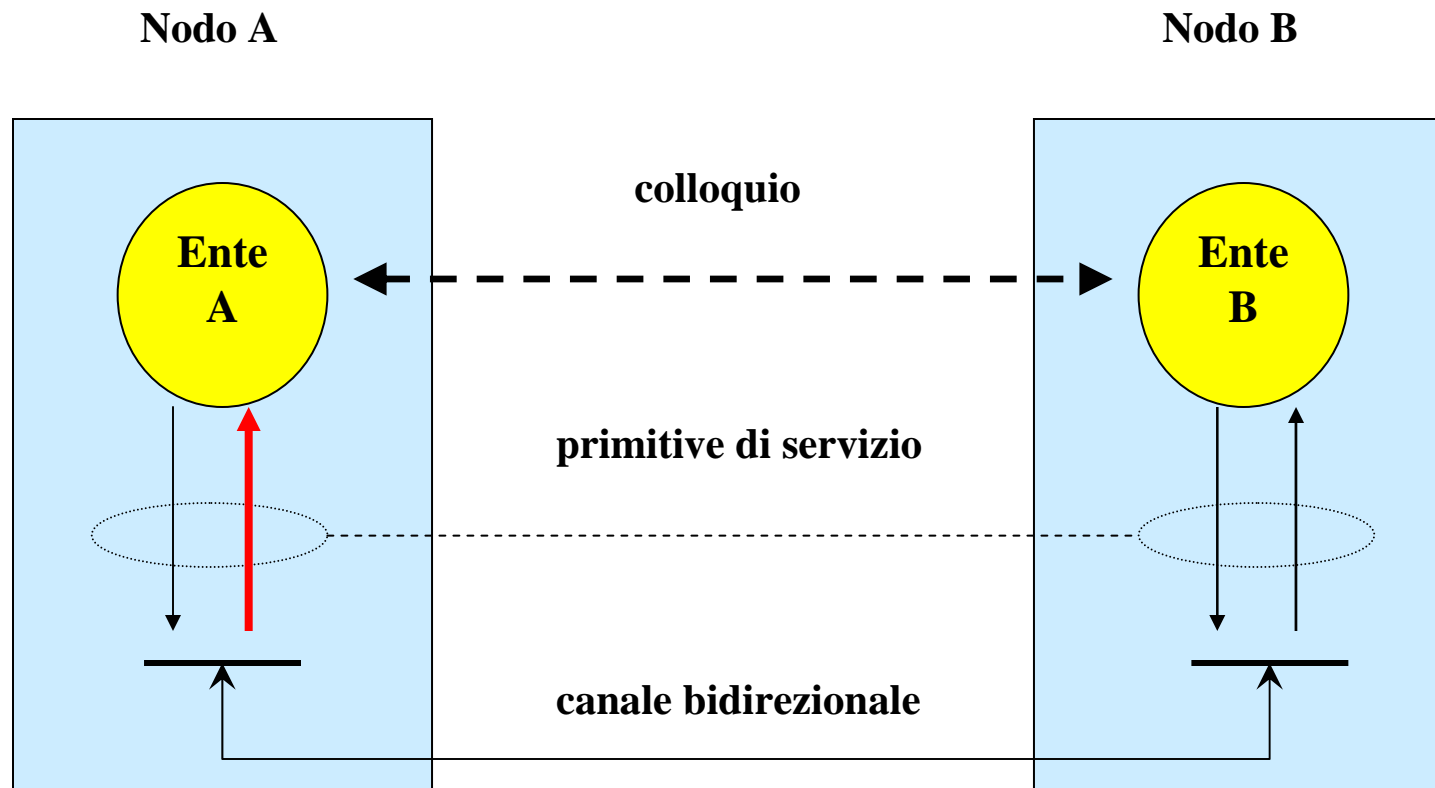 Nodo A
Nodo B
colloquio
Ente
A
Ente
B
primitive di servizio
canale bidirezionale